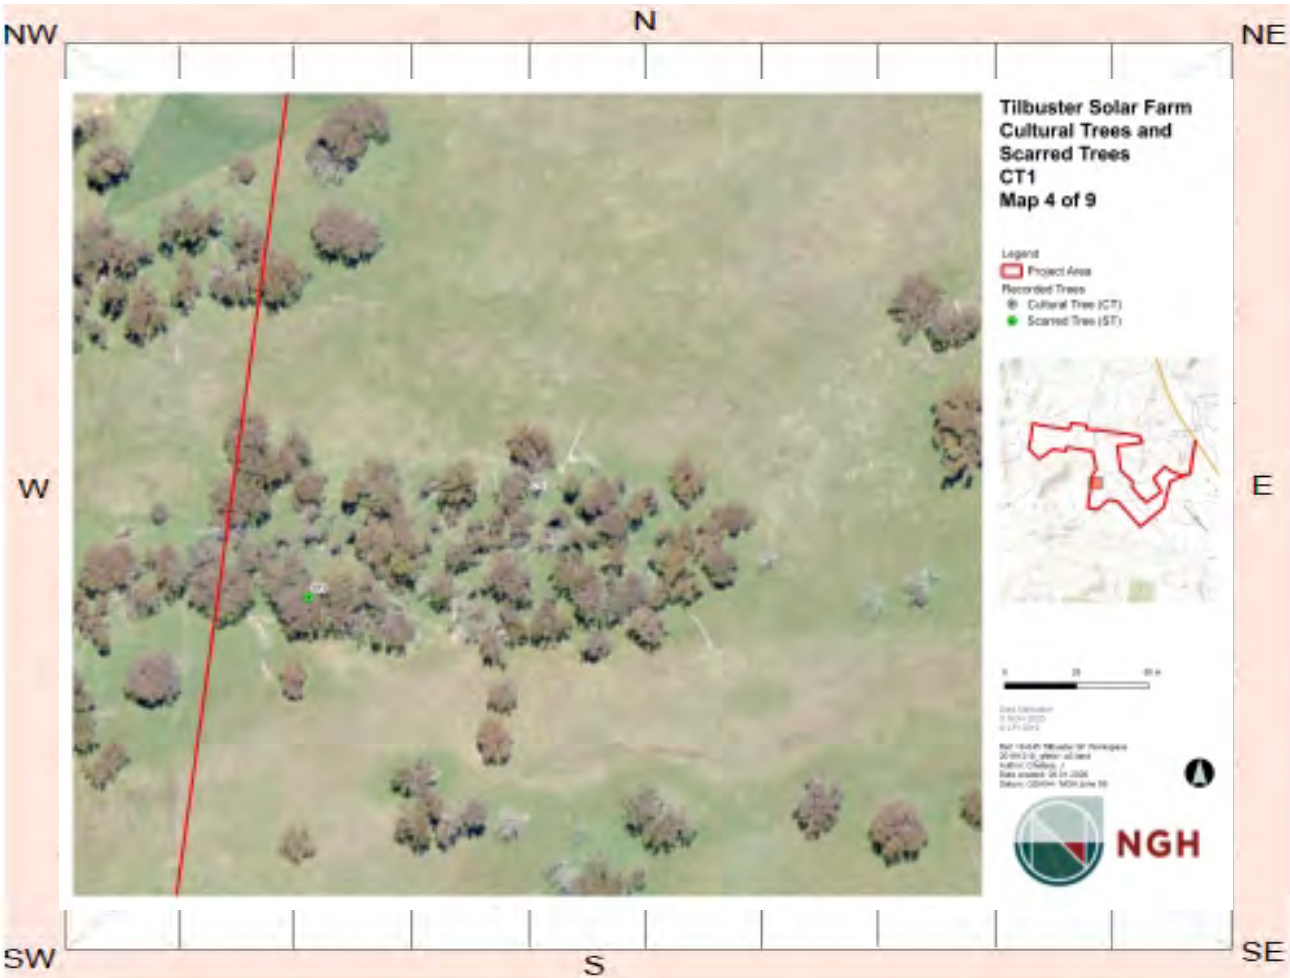 N
NW
NE
Tilbuster Solar Farm
Cultural Trees and
Scarred Trees
CT1
Map 4 of 9
Legend
Project Area
Recorded Trees
Cultural Tree (CT)
Scarred Tree (ST)
W
E
0
NGH
SW
S
SE